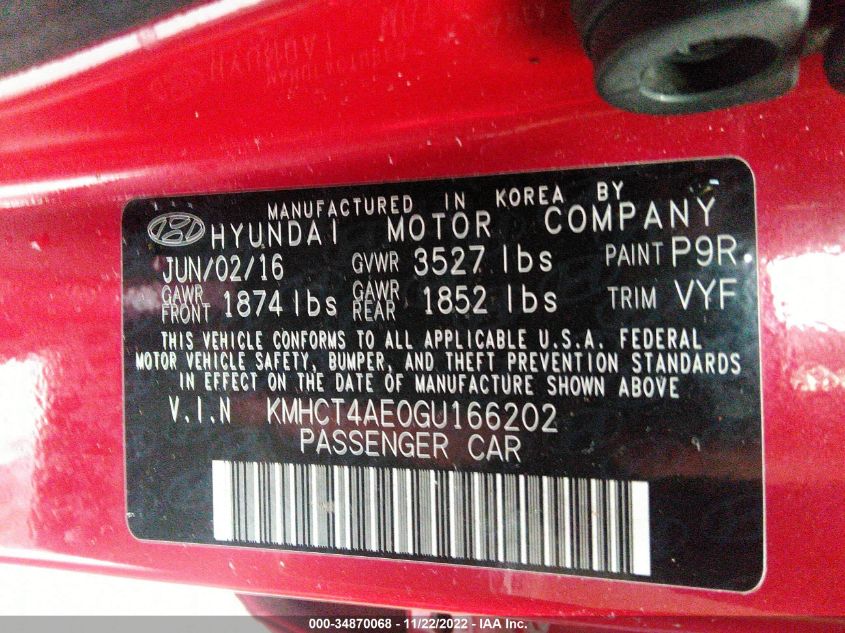 MANUFACTURED IN KOREA BY
HYUNDAI MOTOR COMPANY
JUN/02/16 GVWR 3527 lbs PAINT P9R
GAWR FRONT 1874 lbs GAWR REAR 1852 lbs TRIM VYF
THIS VEHICLE CONFORMS TO ALL APPLICABLE U.S.A. FEDERAL
MOTOR VEHICLE SAFETY, BUMPER, AND THEFT PREVENTION STANDARDS
IN EFFECT ON THE DATE OF MANUFACTURE SHOWN ABOVE
V.I.N KMHCT4AE0GU166202
PASSENGER CAR
000-34870068 - 11/22/2022 - IAA Inc.